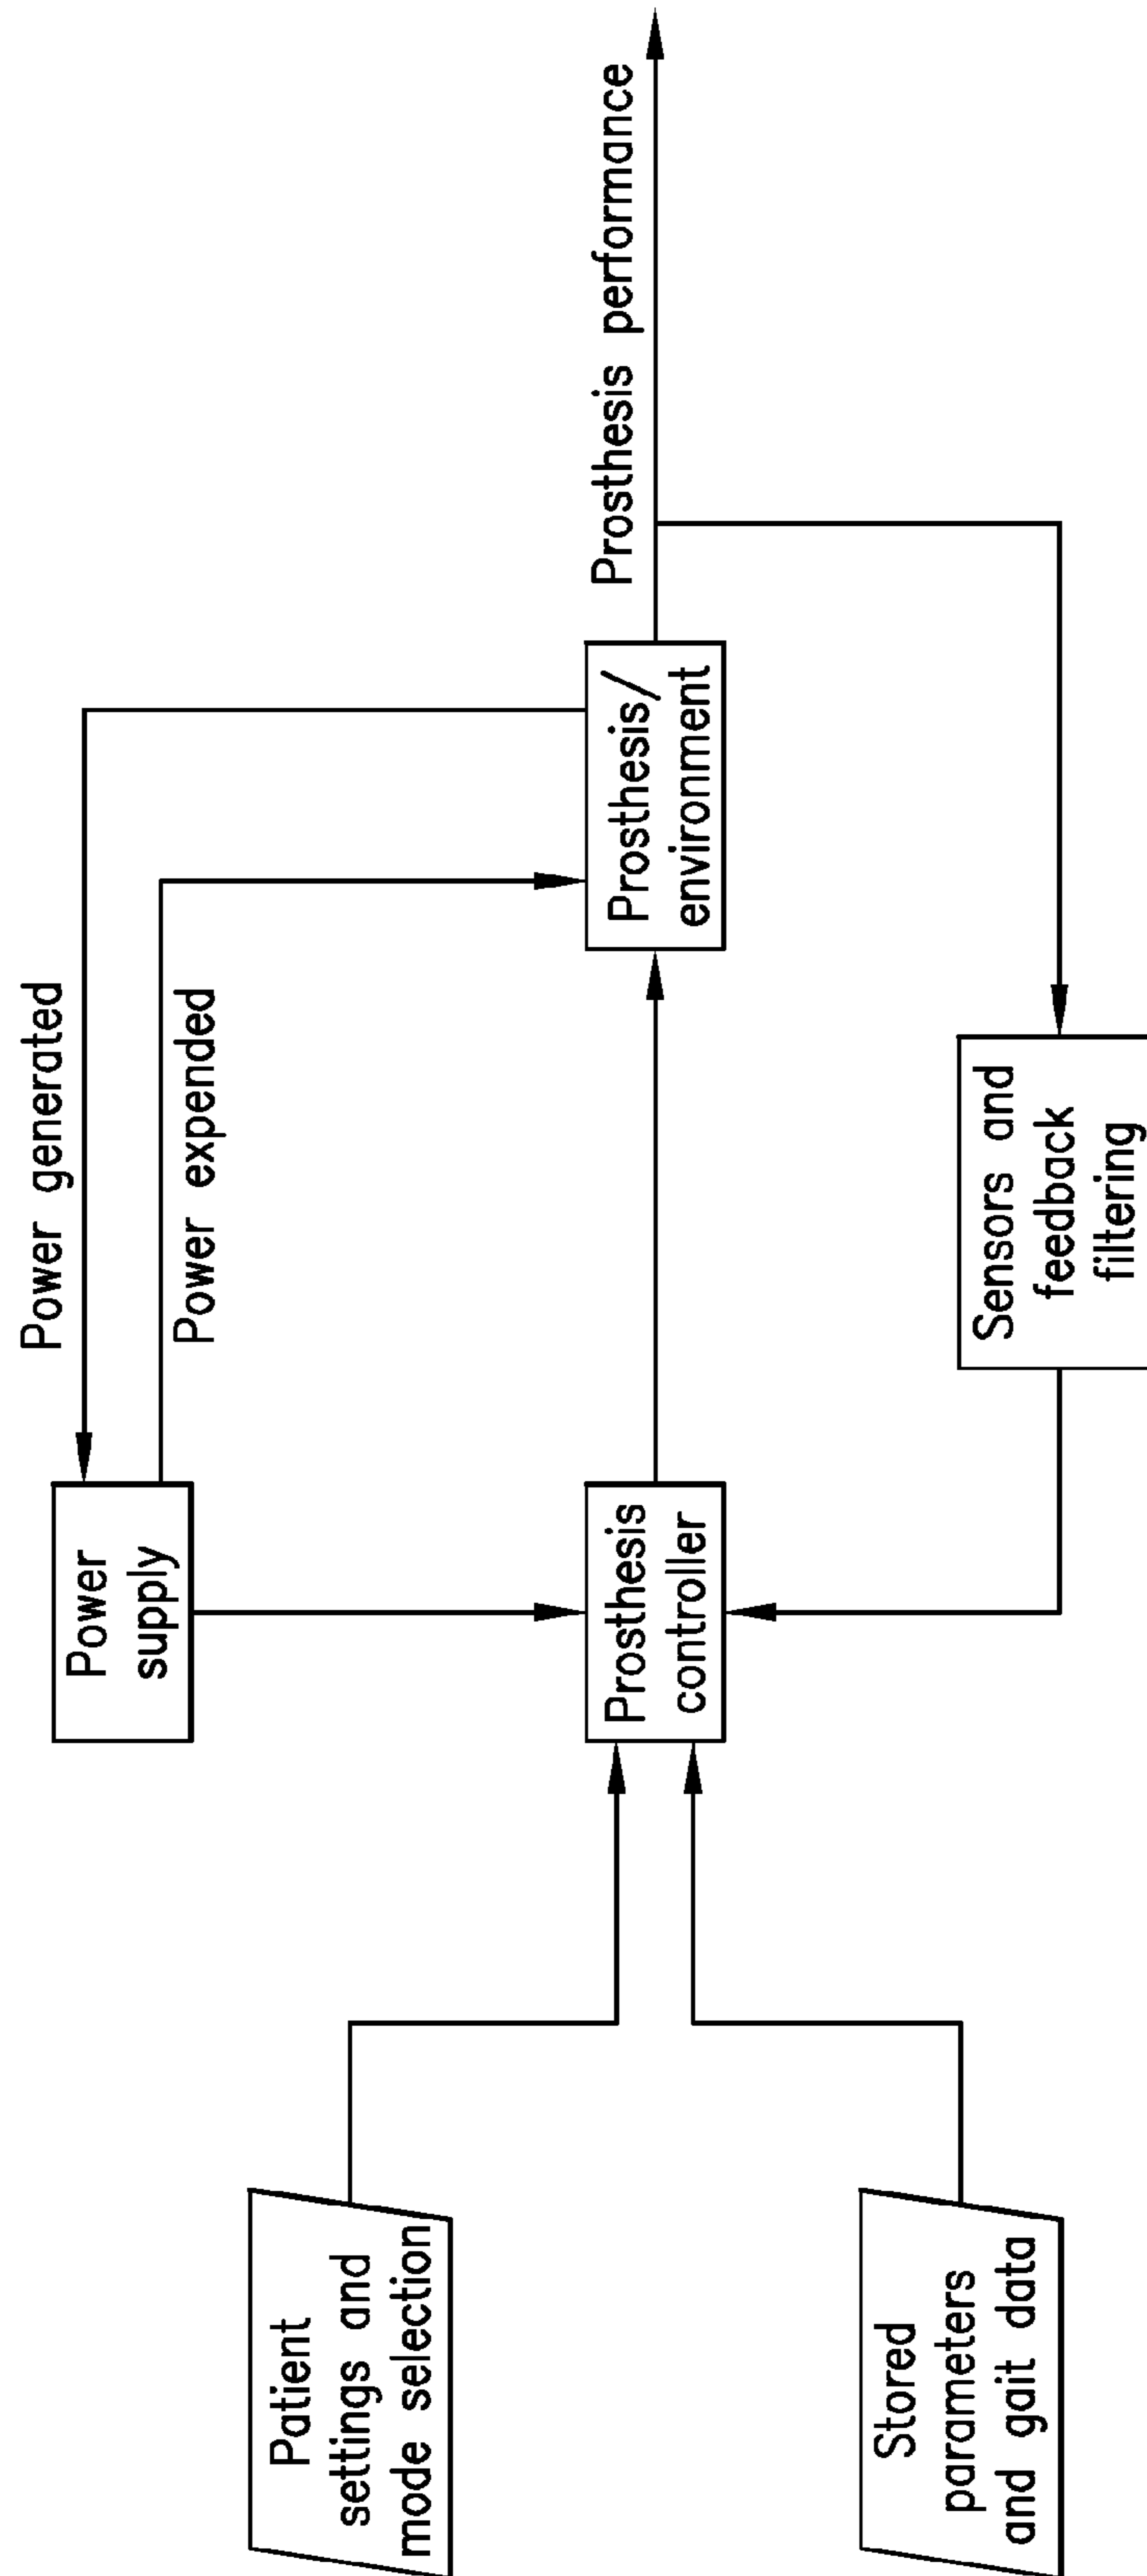 Power generated
Power expended
Power
supply
Patient
settings and
mode selection
Prosthesis
controller
Prosthesis/
environment
Prosthesis performance
Stored
parameters
and gait data
Sensors and
feedback
filtering